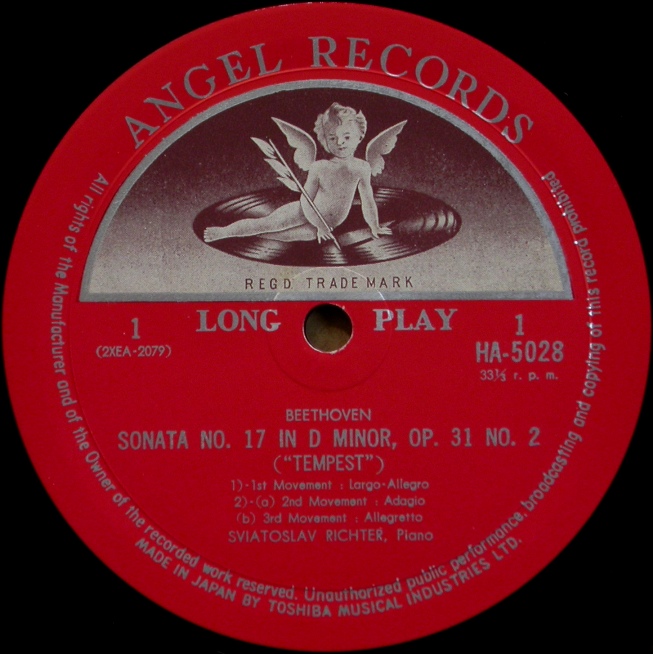 ANGEL RECORDS
REGD TRADE MARK
1 LONG PLAY 1
(2XEA-2079) HA-5028
33⅓ r. p. m.
BEETHOVEN
SONATA NO. 17 IN D MINOR, OP. 31 NO. 2
("TEMPEST")
1)-1st Movement : Largo-Allegro
2)-(a) 2nd Movement : Adagio
(b) 3rd Movement : Allegretto
SVIATOSLAV RICHTER, Piano
All rights of the Manufacturer and of the Owner of the recorded work reserved. Unauthorized public performance, broadcasting and copying of this record prohibited
MADE IN JAPAN BY TOSHIBA MUSICAL INDUSTRIES LTD.